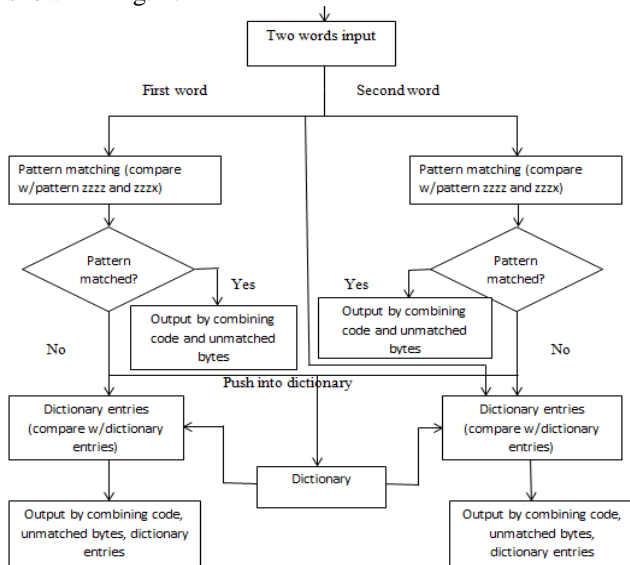 Two words input
First word
Second word
Pattern matching (compare
w/pattern zzzz and zzzx)
Pattern matching (compare
w/pattern zzzz and zzzx)
Pattern
matched?
Pattern
matched?
Yes
Yes
Output by combining
code and unmatched
bytes
Output by combining
code and unmatched
bytes
No
No
Push into dictionary
Dictionary entries
(compare w/dictionary
entries)
Dictionary entries
(compare w/dictionary
entries)
Dictionary
Output by combining code,
unmatched bytes, dictionary
entries
Output by combining code,
unmatched bytes,
dictionary entries